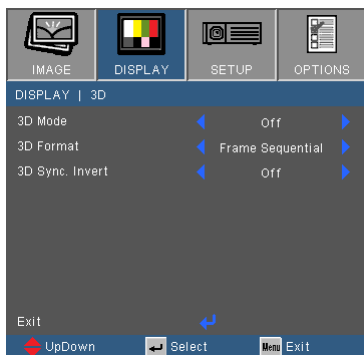 IMAGE DISPLAY SETUP OPTIONS
DISPLAY | 3D
3D Mode Off
3D Format Frame Sequential
3D Sync. Invert Off
Exit
UpDown Select Menu Exit